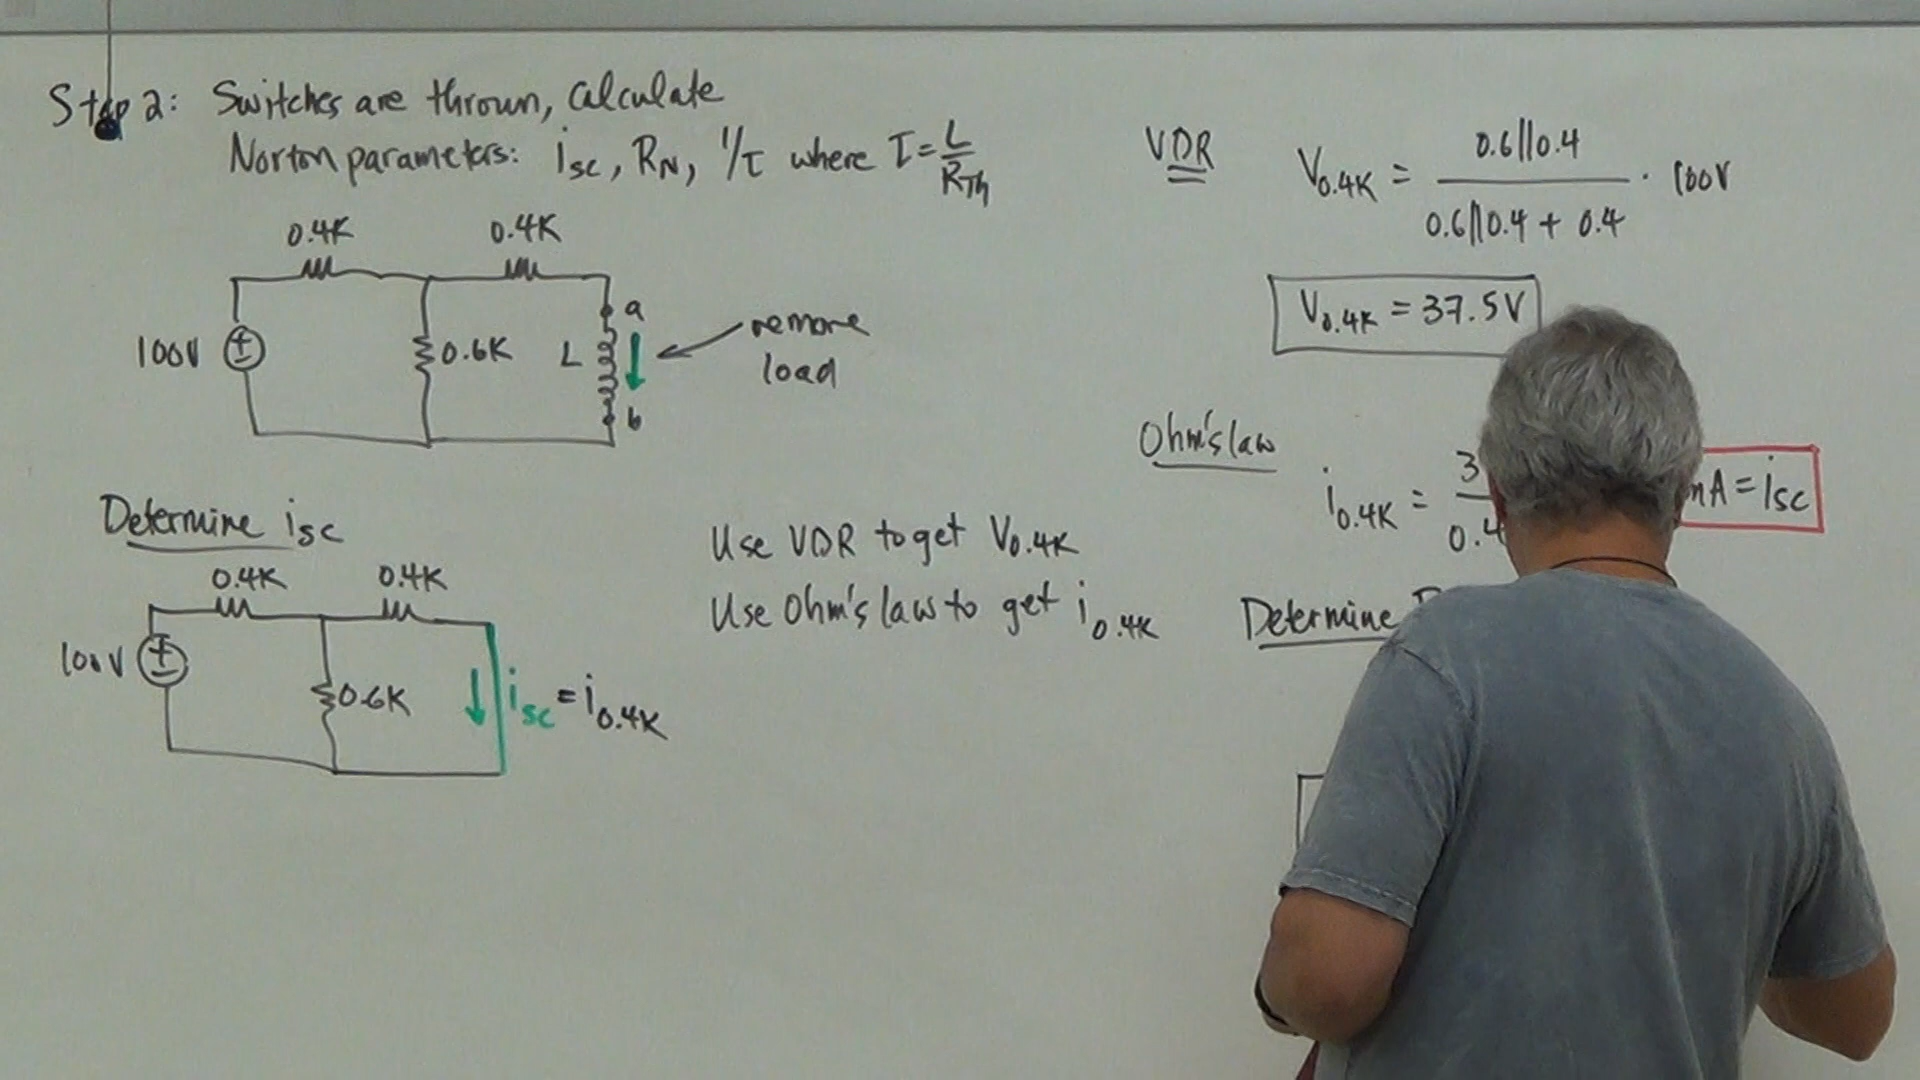 Step 2: Switches are thrown, Calculate
Norton parameters: isc, RN, 1/τ where τ = L/RTh
0.4K 0.4K
100V + - 0.6K L a b
remove
load
Determine isc
0.4K 0.4K
100V + - 0.6K isc = i0.4K
Use VDR to get V0.4K
Use Ohm's law to get i0.4K
VDR V0.4K = 0.6||0.4 / 0.6||0.4 + 0.4 · 100V
V0.4K = 37.5V
Ohm's law i0.4K = 3 / 0.4 mA = isc
Determine